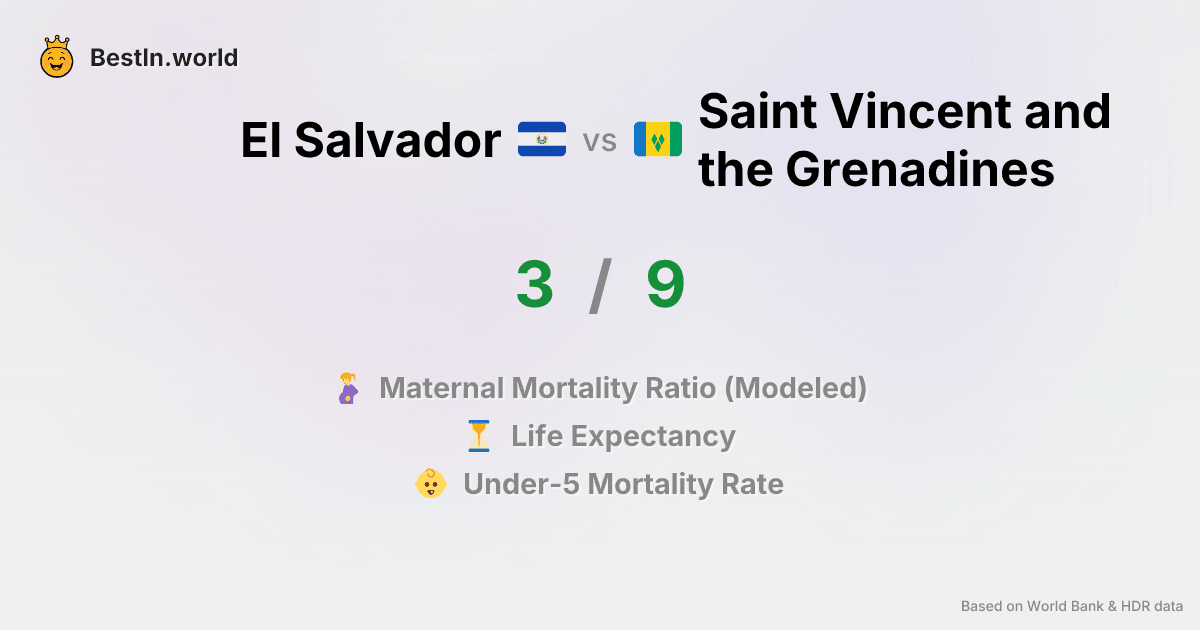 BestIn.world
El Salvador vs Saint Vincent and
the Grenadines
3 / 9
Maternal Mortality Ratio (Modeled)
Life Expectancy
Under-5 Mortality Rate
Based on World Bank & HDR data